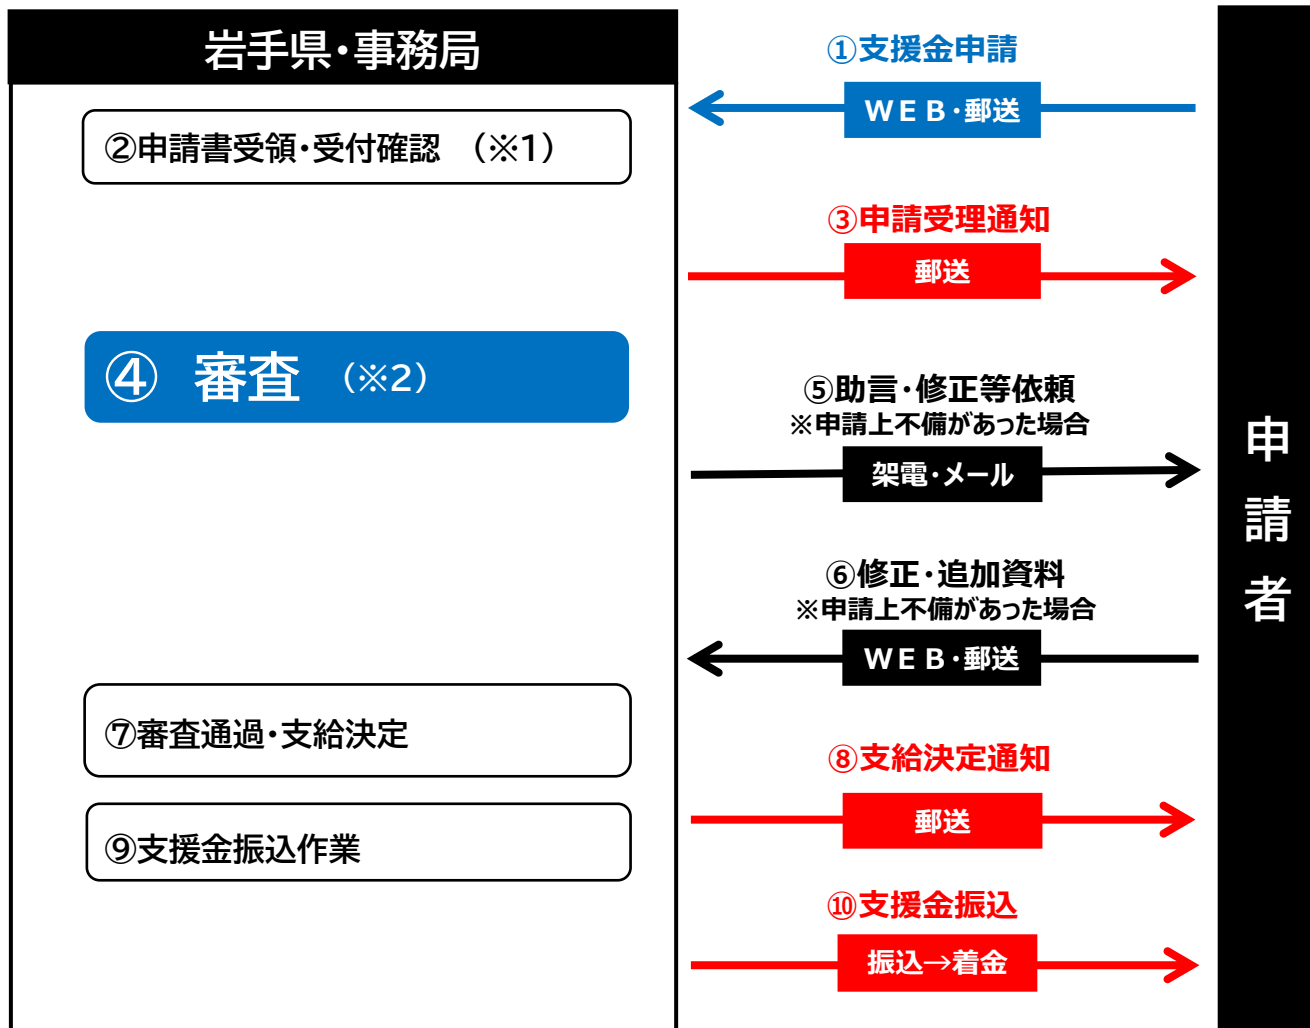 岩手県・事務局
①支援金申請
ＷＥＢ・郵送
②申請書受領・受付確認　（※1）
③申請受理通知
郵送
④　審査　（※2）
⑤助言・修正等依頼
※申請上不備があった場合
架電・メール
⑥修正・追加資料
※申請上不備があった場合
ＷＥＢ・郵送
⑦審査通過・支給決定
⑧支給決定通知
郵送
⑨支援金振込作業
⑩支援金振込
振込→着金
申請者